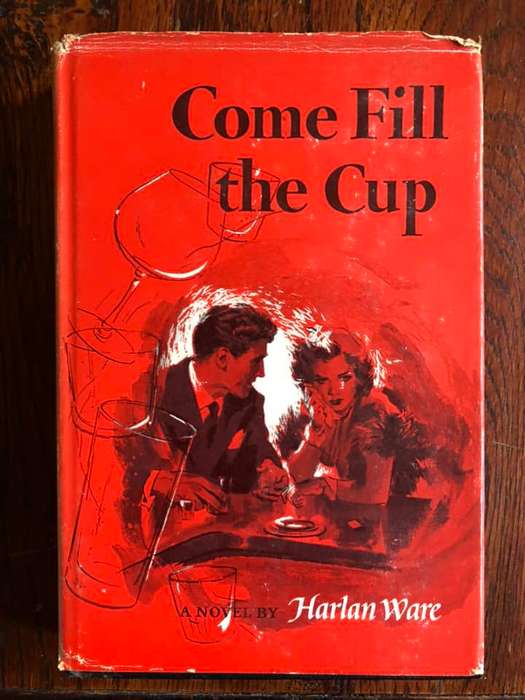 Come Fill
the Cup
A NOVEL BY Harlan Ware